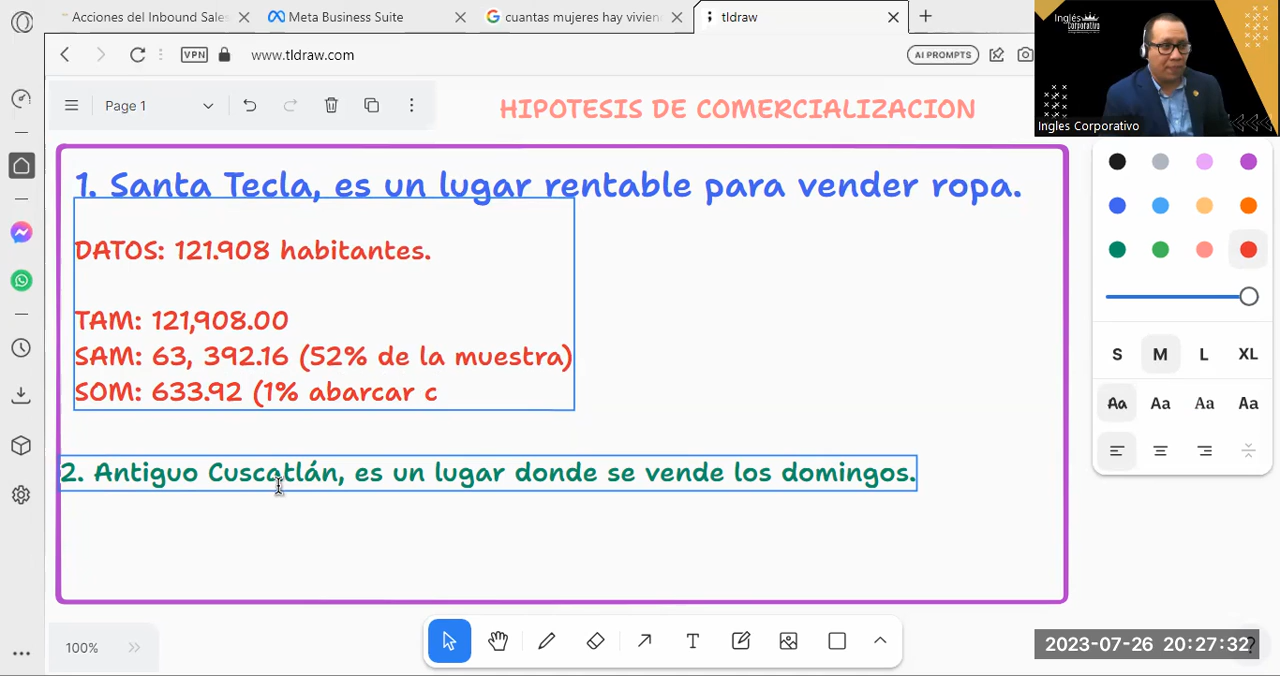 Acciones del Inbound Sales
Meta Business Suite
cuantas mujeres hay vivien
tldraw
VPN
www.tldraw.com
AI PROMPTS
Inglés
Corporativo
Ingles Corporativo
Page 1
HIPOTESIS DE COMERCIALIZACION
1. Santa Tecla, es un lugar rentable para vender ropa.
DATOS: 121.908 habitantes.
TAM: 121,908.00
SAM: 63, 392.16 (52% de la muestra)
SOM: 633.92 (1% abarcar c
2. Antiguo Cuscatlán, es un lugar donde se vende los domingos.
S M L XL
Aa Aa Aa Aa
100%
2023-07-26 20:27:32